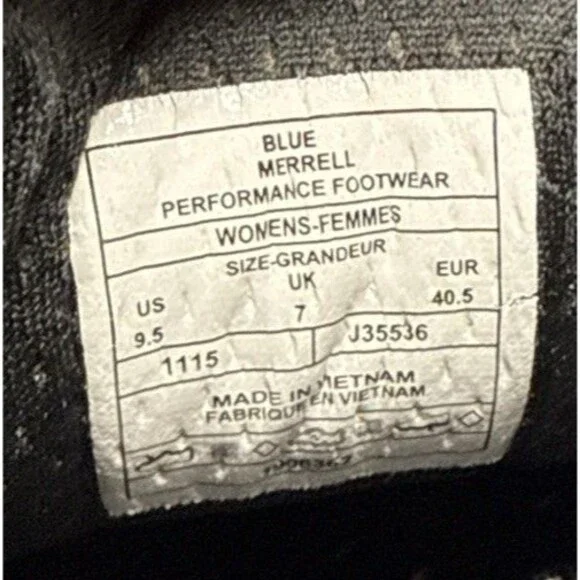 BLUE
MERRELL
PERFORMANCE FOOTWEAR
WOMENS-FEMMES
SIZE-GRANDEUR
US UK EUR
9.5 7 40.5
1115 J35536
MADE IN VIETNAM
FABRIQUE EN VIETNAM